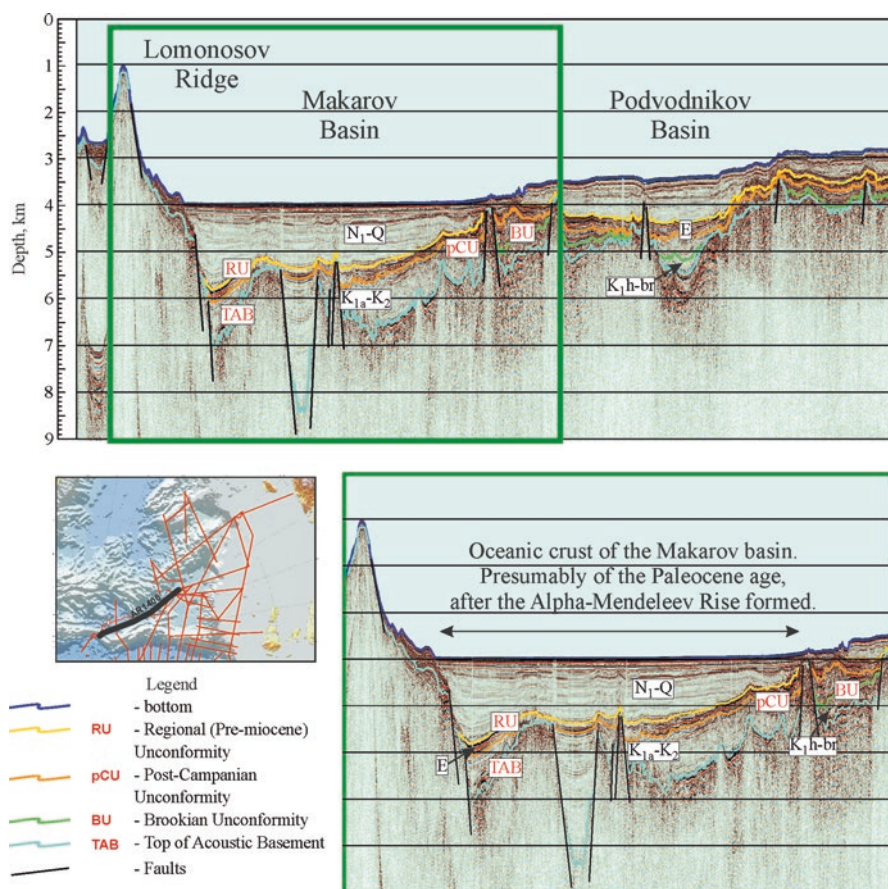 0
1
2
3
4
5
6
7
8
9
Depth, km
Lomonosov
Ridge
Makarov
Basin
Podvodnikov
Basin
N₁-Q
RU
TAB
pCU
BU
K₁ₐ-K₂
E
K₁h-br
AR1406
Legend
- bottom
RU - Regional (Pre-miocene)
Unconformity
pCU - Post-Campanian
Unconformity
BU - Brookian Unconformity
TAB - Top of Acoustic Basement
- Faults
Oceanic crust of the Makarov basin.
Presumably of the Paleocene age,
after the Alpha-Mendeleev Rise formed.
N₁-Q
RU
pCU
BU
K₁h-br
K₁ₐ-K₂
E
TAB